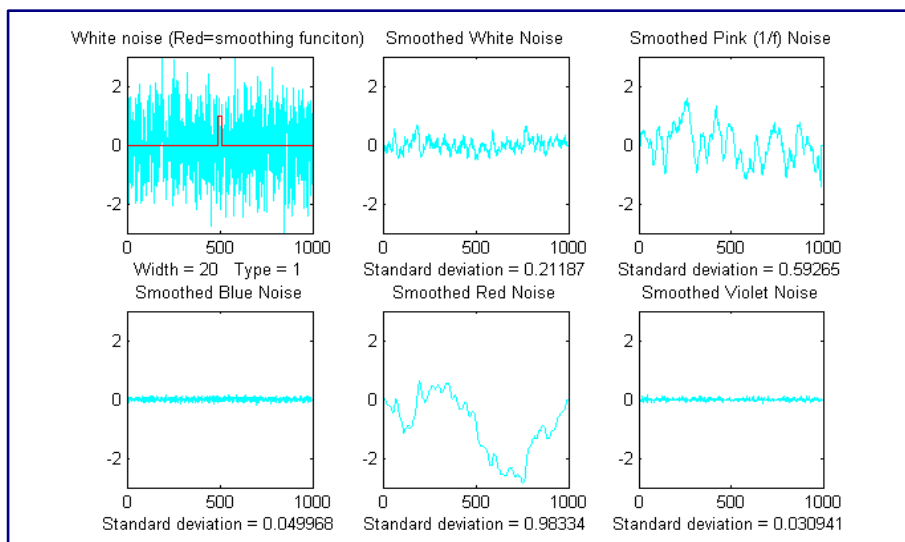 White noise (Red=smoothing funciton)
2
0
-2
0 500 1000
Width = 20 Type = 1
Smoothed White Noise
2
0
-2
0 500 1000
Standard deviation = 0.21187
Smoothed Pink (1/f) Noise
2
0
-2
0 500 1000
Standard deviation = 0.59265
Smoothed Blue Noise
2
0
-2
0 500 1000
Standard deviation = 0.049968
Smoothed Red Noise
2
0
-2
0 500 1000
Standard deviation = 0.98334
Smoothed Violet Noise
2
0
-2
0 500 1000
Standard deviation = 0.030941